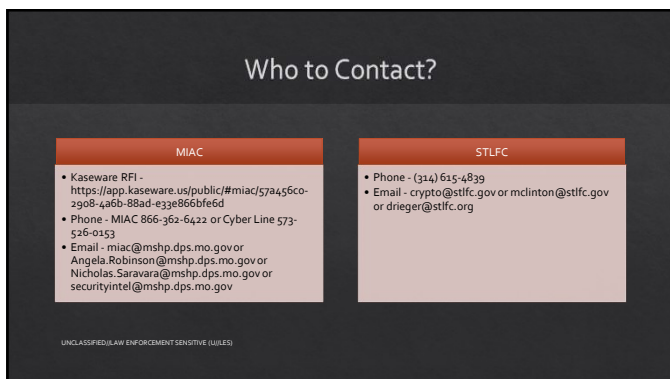 Who to Contact?
MIAC
• Kaseware RFI -
https://app.kaseware.us/public/#miac/57a456c0-
2908-4a6b-88ad-e33e866bfe6d
• Phone - MIAC 866-362-6422 or Cyber Line 573-
526-0153
• Email - miac@mshp.dps.mo.gov or
Angela.Robinson@mshp.dps.mo.gov or
Nicholas.Saravara@mshp.dps.mo.gov or
securityintel@mshp.dps.mo.gov
STLFC
• Phone - (314) 615-4839
• Email - crypto@stlfc.gov or mclinton@stlfc.gov
or drieger@stlfc.org
UNCLASSIFIED//LAW ENFORCEMENT SENSITIVE (U//LES)